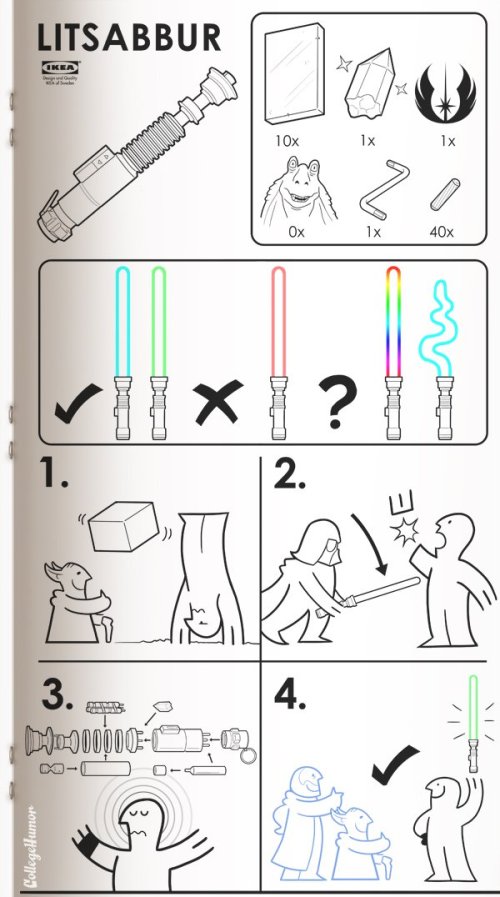 LITSABBUR
IKEA
Design and Quality
IKEA of Sweden
10x
1x
1x
0x
1x
40x
?
1.
2.
3.
4.
CollegeHumor